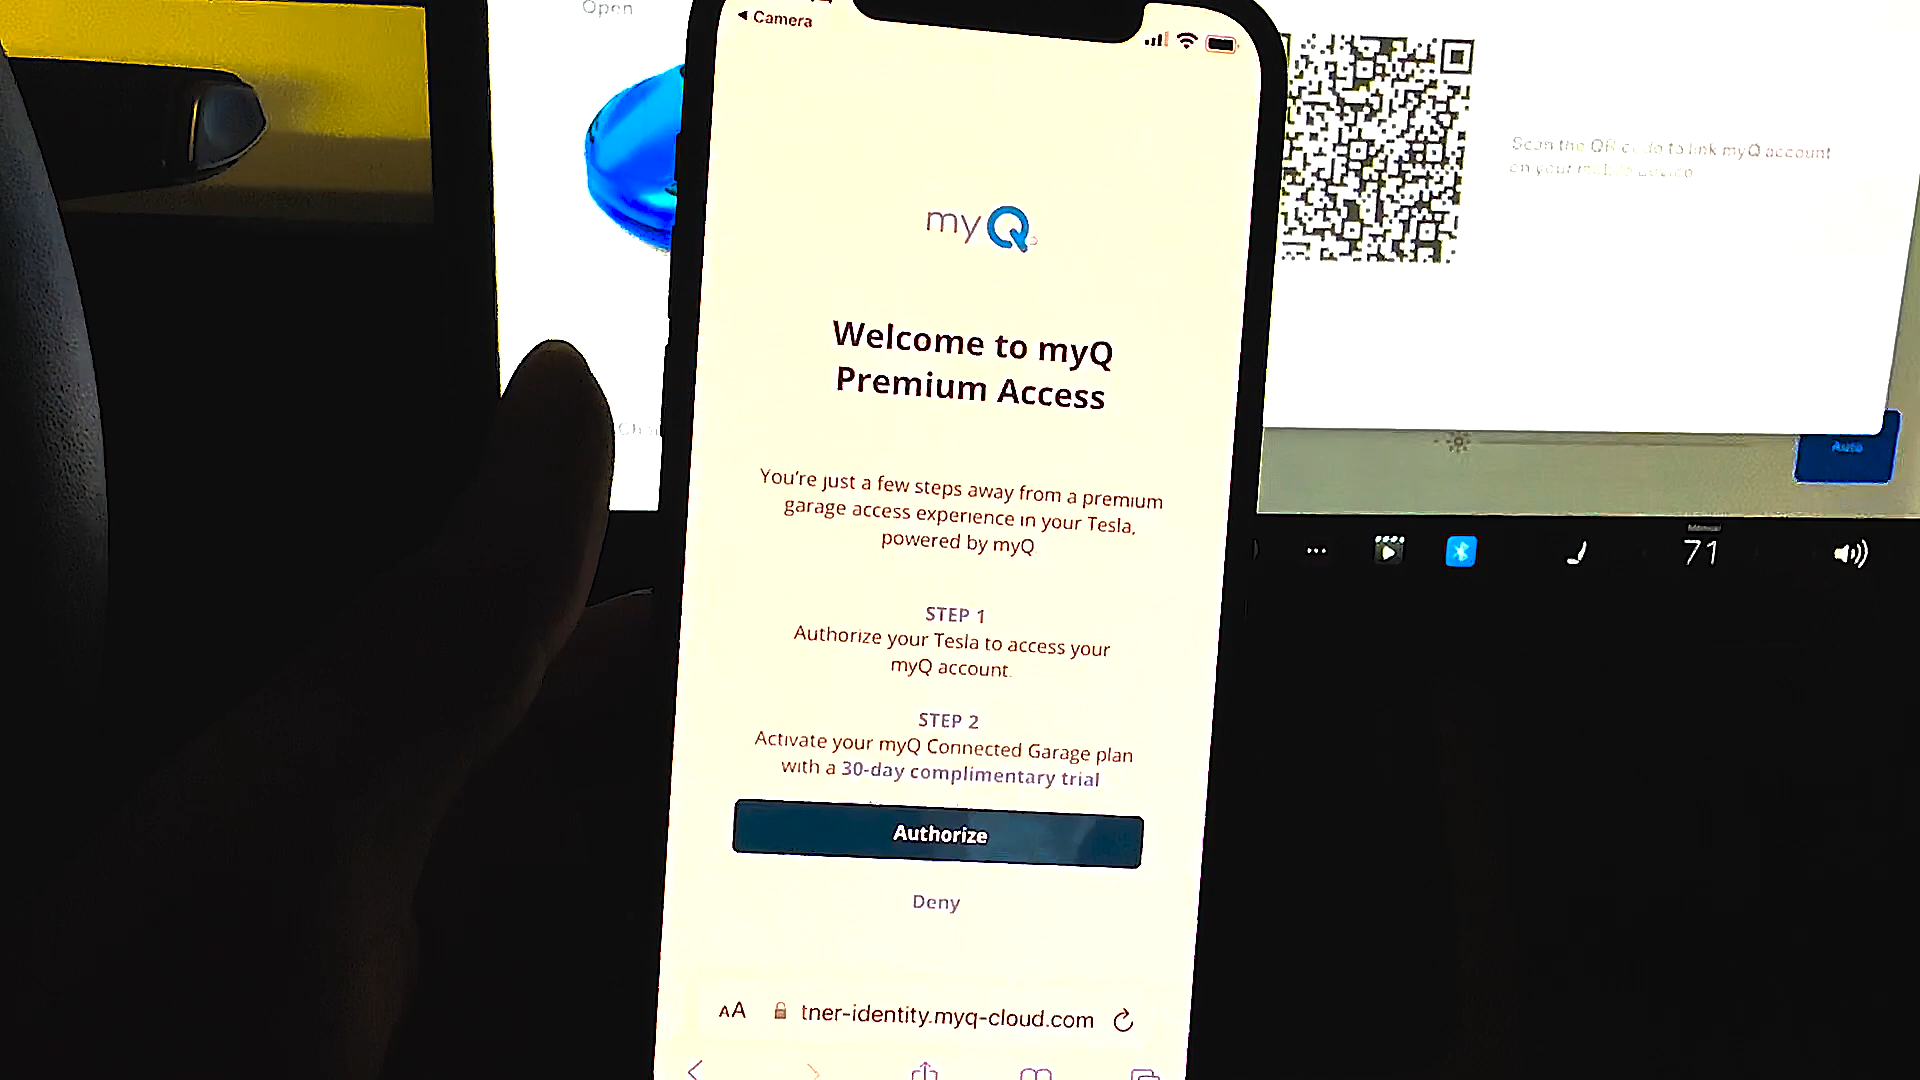 Open
Camera
Scan the QR code to link myQ account
on your mobile device
myQ
Welcome to myQ
Premium Access
You're just a few steps away from a premium
garage access experience in your Tesla,
powered by myQ
STEP 1
Authorize your Tesla to access your
myQ account.
STEP 2
Activate your myQ Connected Garage plan
with a 30-day complimentary trial
Authorize
Deny
AA tner-identity.myq-cloud.com
Auto
71